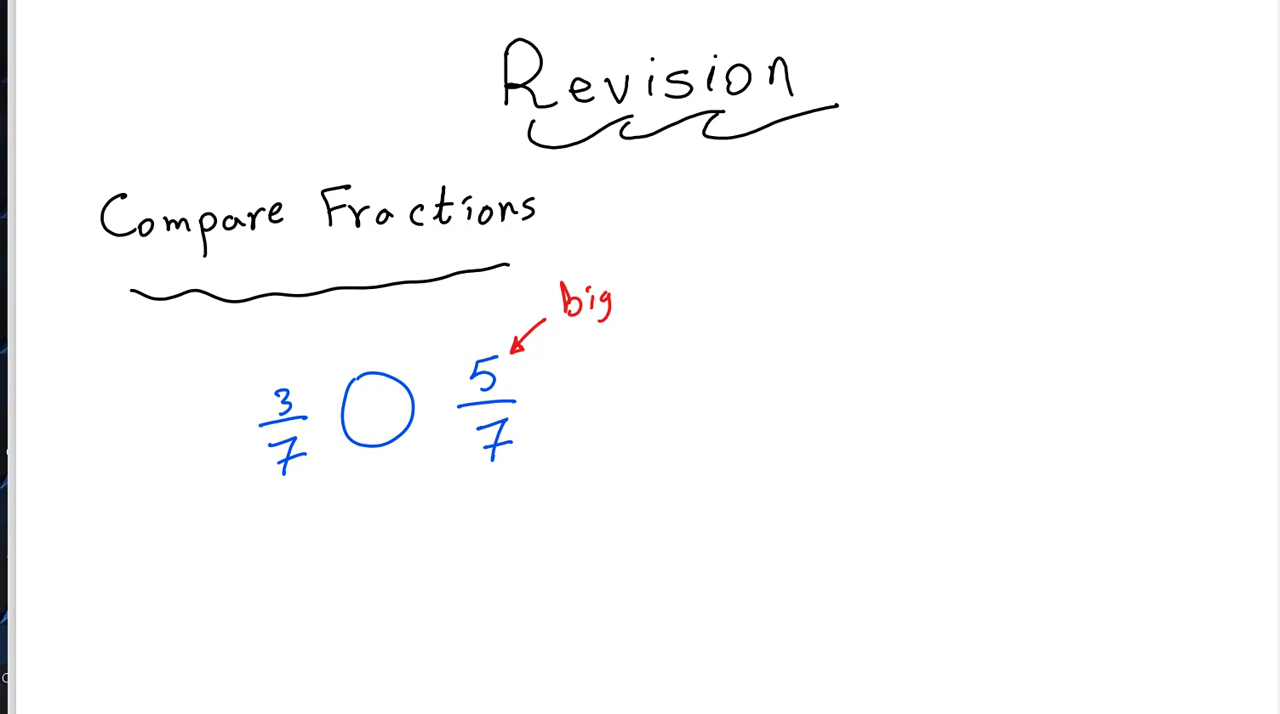 Revision
Compare Fractions
big
3/7 ○ 5/7